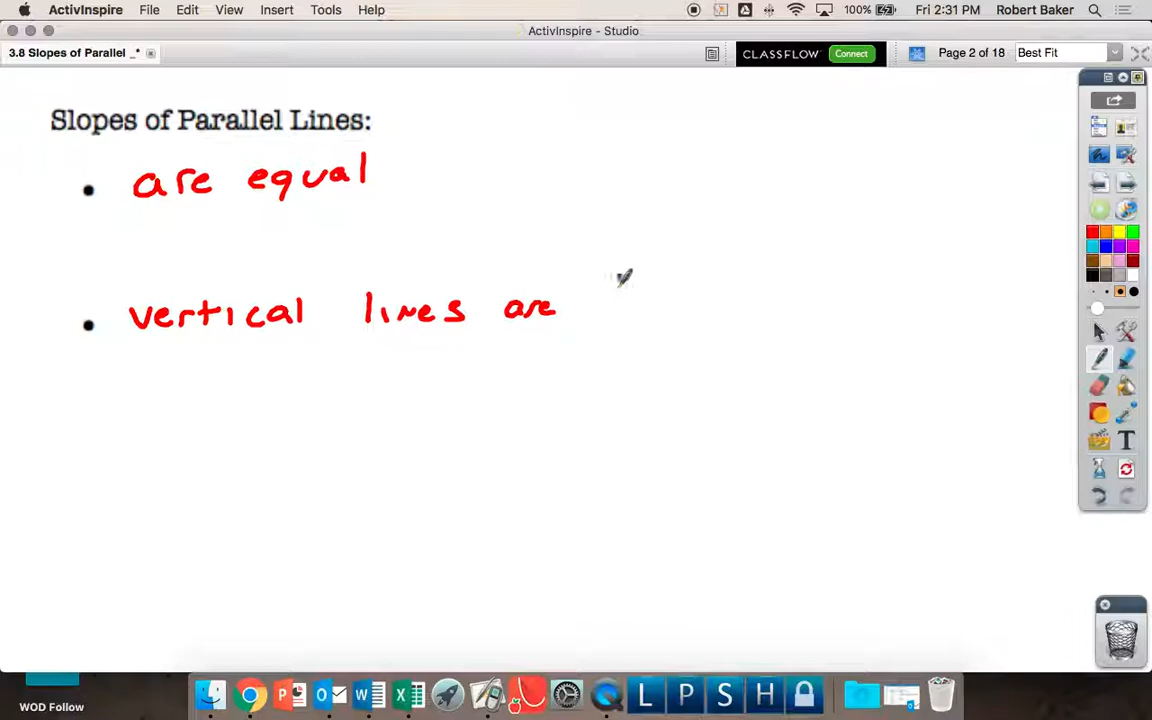 ActivInspire File Edit View Insert Tools Help 100% Fri 2:31 PM Robert Baker
ActivInspire - Studio
3.8 Slopes of Parallel _* CLASSFLOW Connect Page 2 of 18 Best Fit
Slopes of Parallel Lines:
• are equal
• vertical lines are
T
L P S H
WOD Follow